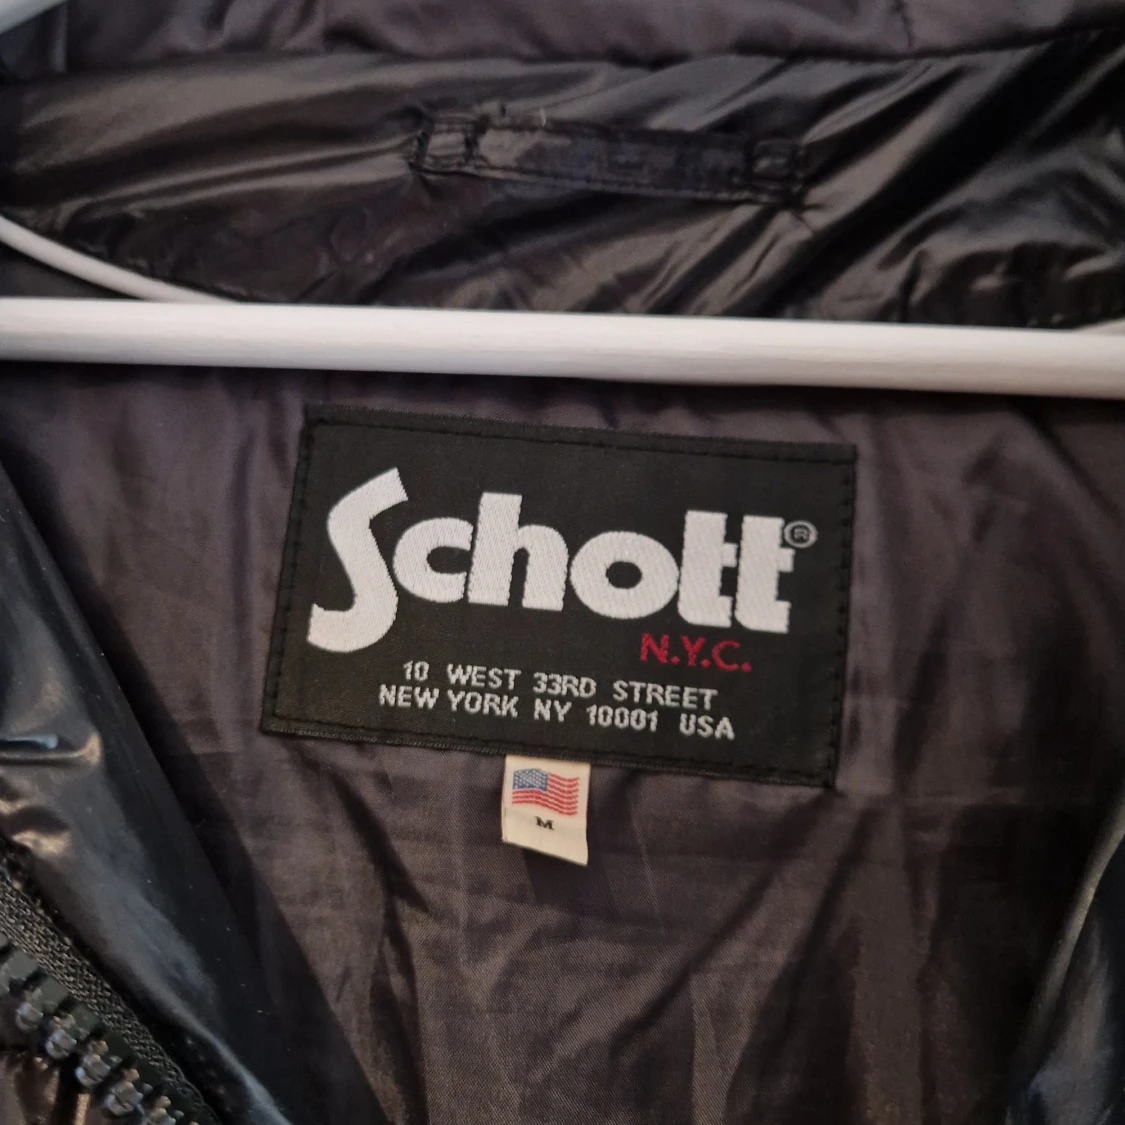 Schott®
N.Y.C.
10 WEST 33RD STREET
NEW YORK NY 10001 USA
M